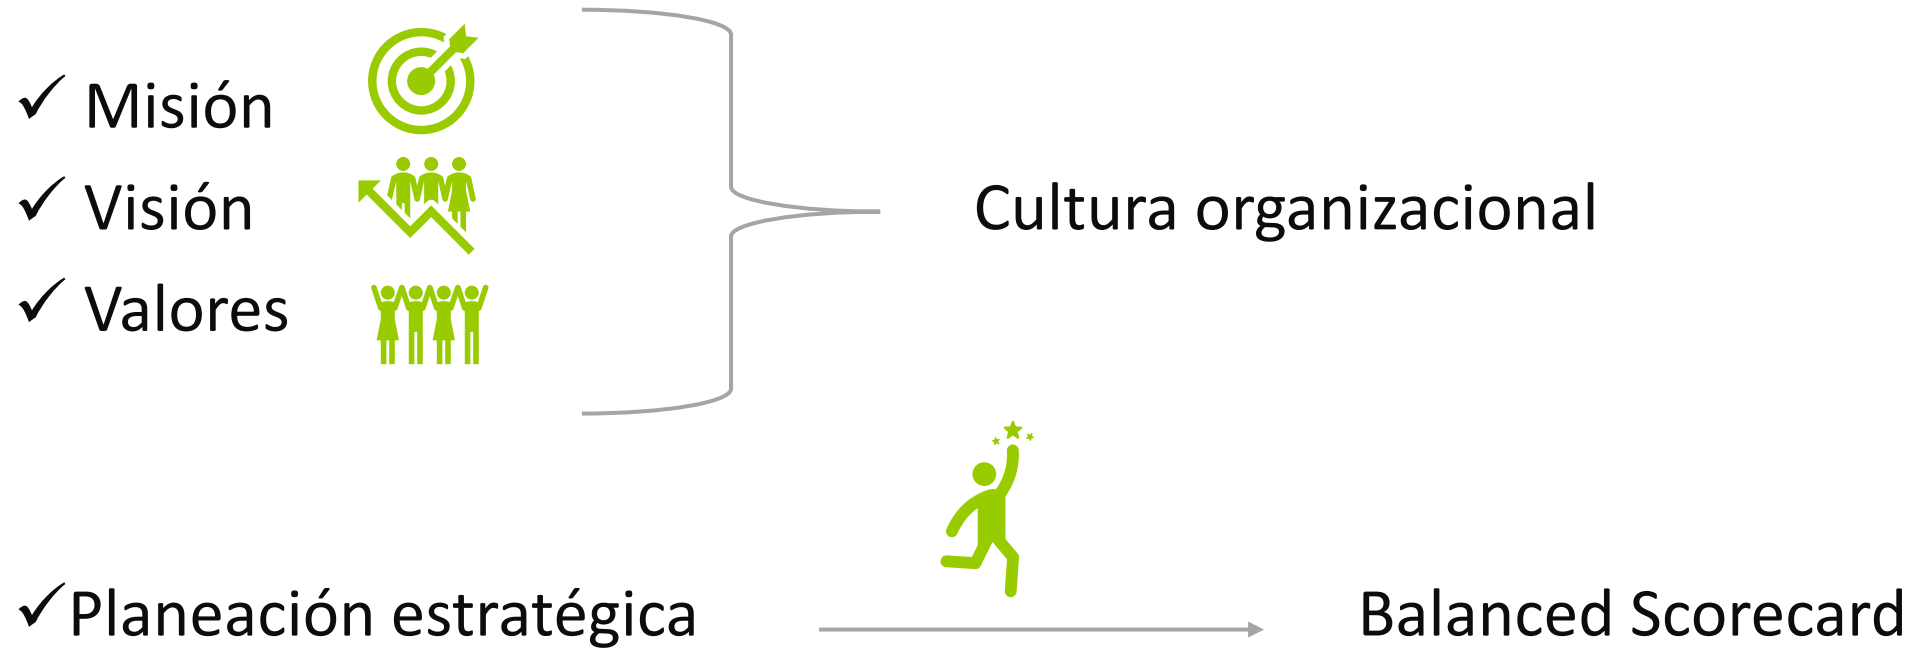 ✓ Misión
✓ Visión
✓ Valores
Cultura organizacional
✓Planeación estratégica
Balanced Scorecard